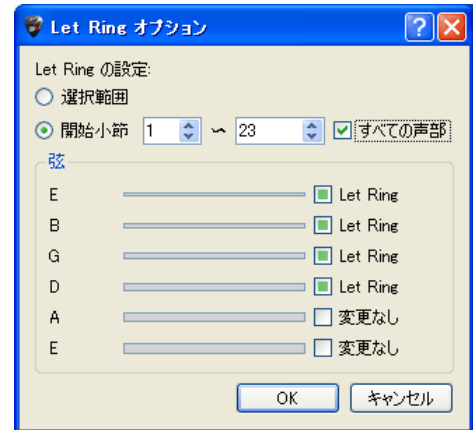 Let Ring オプション
Let Ring の設定:
選択範囲
開始小節 1 ~ 23 すべての声部
弦
E Let Ring
B Let Ring
G Let Ring
D Let Ring
A 変更なし
E 変更なし
OK キャンセル